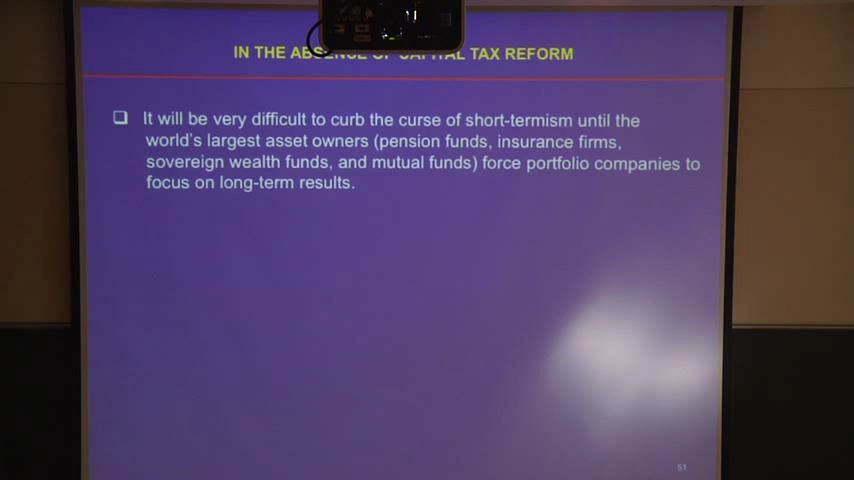 IN THE ABSENCE OF CAPITAL TAX REFORM
❑ It will be very difficult to curb the curse of short-termism until the
world's largest asset owners (pension funds, insurance firms,
sovereign wealth funds, and mutual funds) force portfolio companies to
focus on long-term results.
51